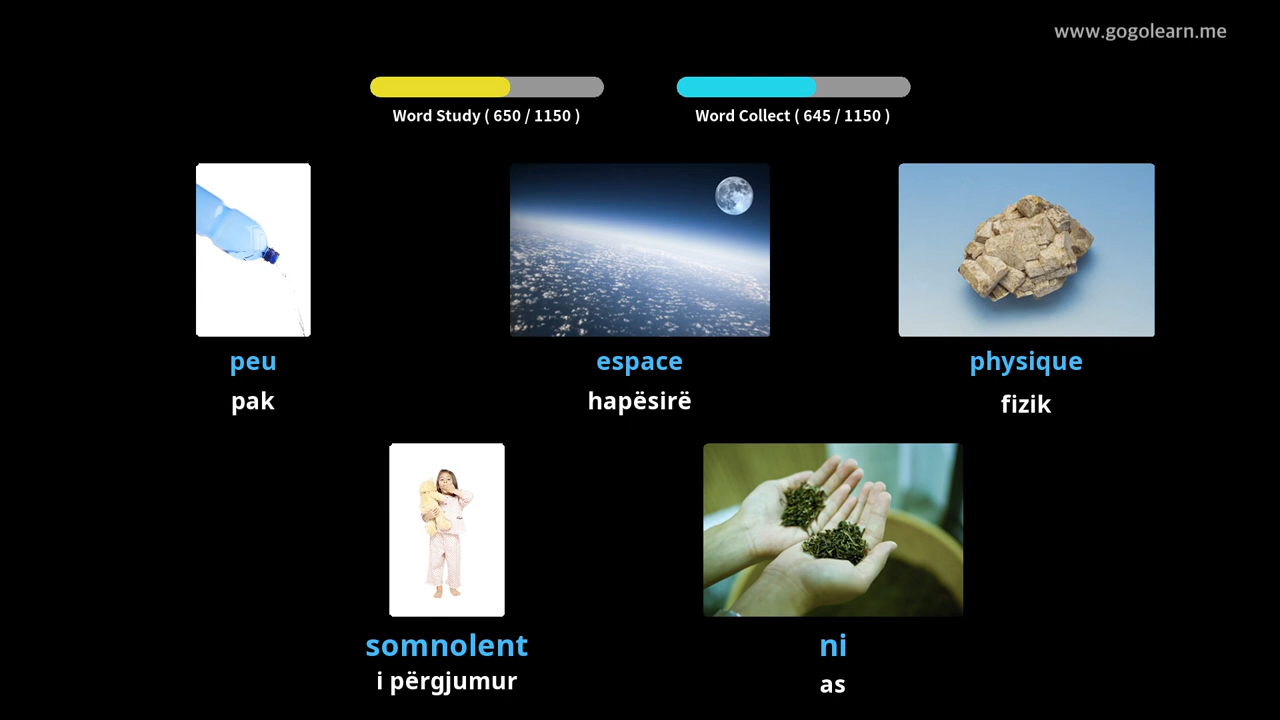 www.gogolearn.me
Word Study ( 650 / 1150 )
Word Collect ( 645 / 1150 )
peu
pak
espace
hapësirë
physique
fizik
somnolent
i përgjumur
ni
as